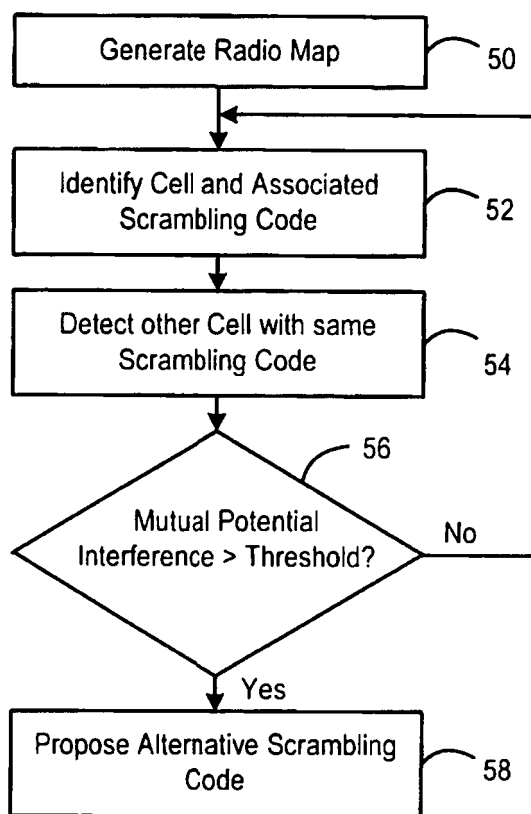 Generate Radio Map
50
Identify Cell and Associated
Scrambling Code
52
Detect other Cell with same
Scrambling Code
54
56
Mutual Potential
Interference > Threshold?
No
Yes
Propose Alternative Scrambling
Code
58